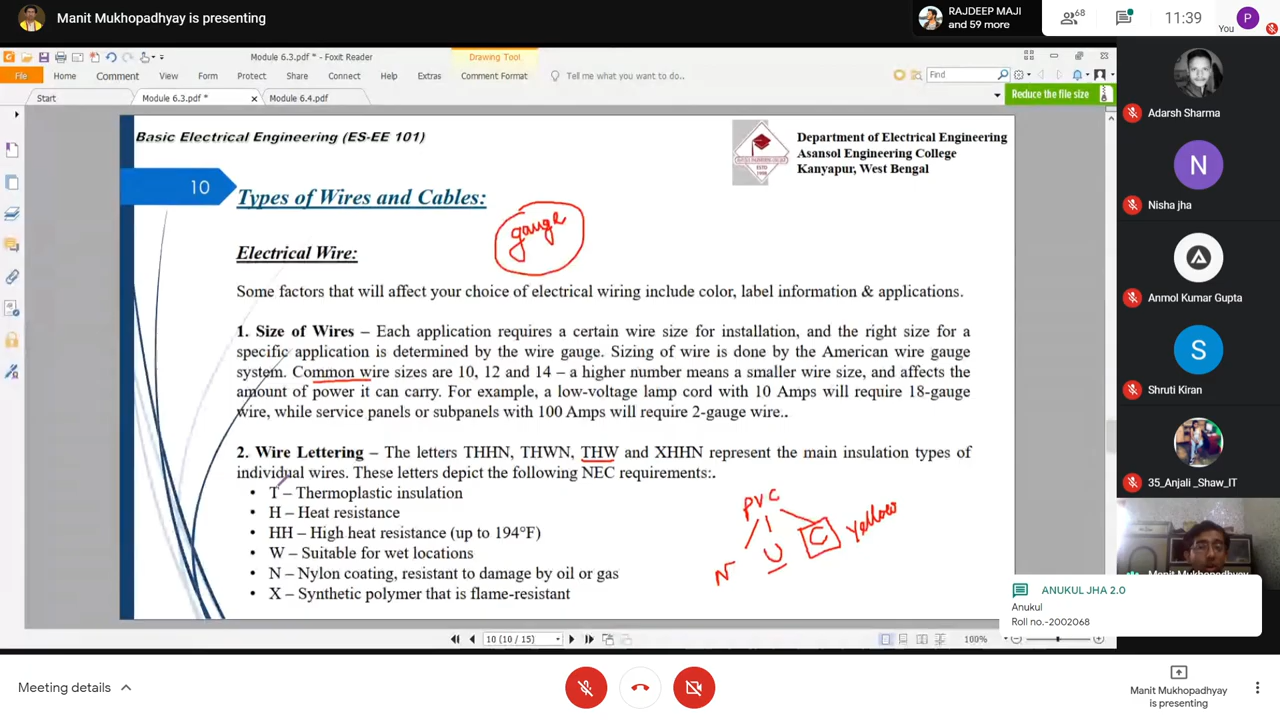 Manit Mukhopadhyay is presenting
RAJDEEP MAJI
and 59 more
68
11:39
You
P
Module 6.3.pdf * - Foxit Reader
Drawing Tool
File
Home
Comment
View
Form
Protect
Share
Connect
Help
Extras
Comment Format
Tell me what you want to do..
Find
Start
Module 6.3.pdf *
Module 6.4.pdf
Reduce the file size
Basic Electrical Engineering (ES-EE 101)
Department of Electrical Engineering
Asansol Engineering College
Kanyapur, West Bengal
10
Types of Wires and Cables:
gauge
Electrical Wire:
Some factors that will affect your choice of electrical wiring include color, label information & applications.
1. Size of Wires – Each application requires a certain wire size for installation, and the right size for a
specific application is determined by the wire gauge. Sizing of wire is done by the American wire gauge
system. Common wire sizes are 10, 12 and 14 – a higher number means a smaller wire size, and affects the
amount of power it can carry. For example, a low-voltage lamp cord with 10 Amps will require 18-gauge
wire, while service panels or subpanels with 100 Amps will require 2-gauge wire..
2. Wire Lettering – The letters THHN, THWN, THW and XHHN represent the main insulation types of
individual wires. These letters depict the following NEC requirements:.
• T – Thermoplastic insulation
• H – Heat resistance
• HH – High heat resistance (up to 194°F)
• W – Suitable for wet locations
• N – Nylon coating, resistant to damage by oil or gas
• X – Synthetic polymer that is flame-resistant
PVC
N U C Yellow
10 (10 / 15)
100%
Adarsh Sharma
N
Nisha jha
Anmol Kumar Gupta
S
Shruti Kiran
35_Anjali _Shaw_IT
Manit Mukhopadhyay
ANUKUL JHA 2.0
Anukul
Roll no.-2002068
Meeting details
Manit Mukhopadhyay
is presenting